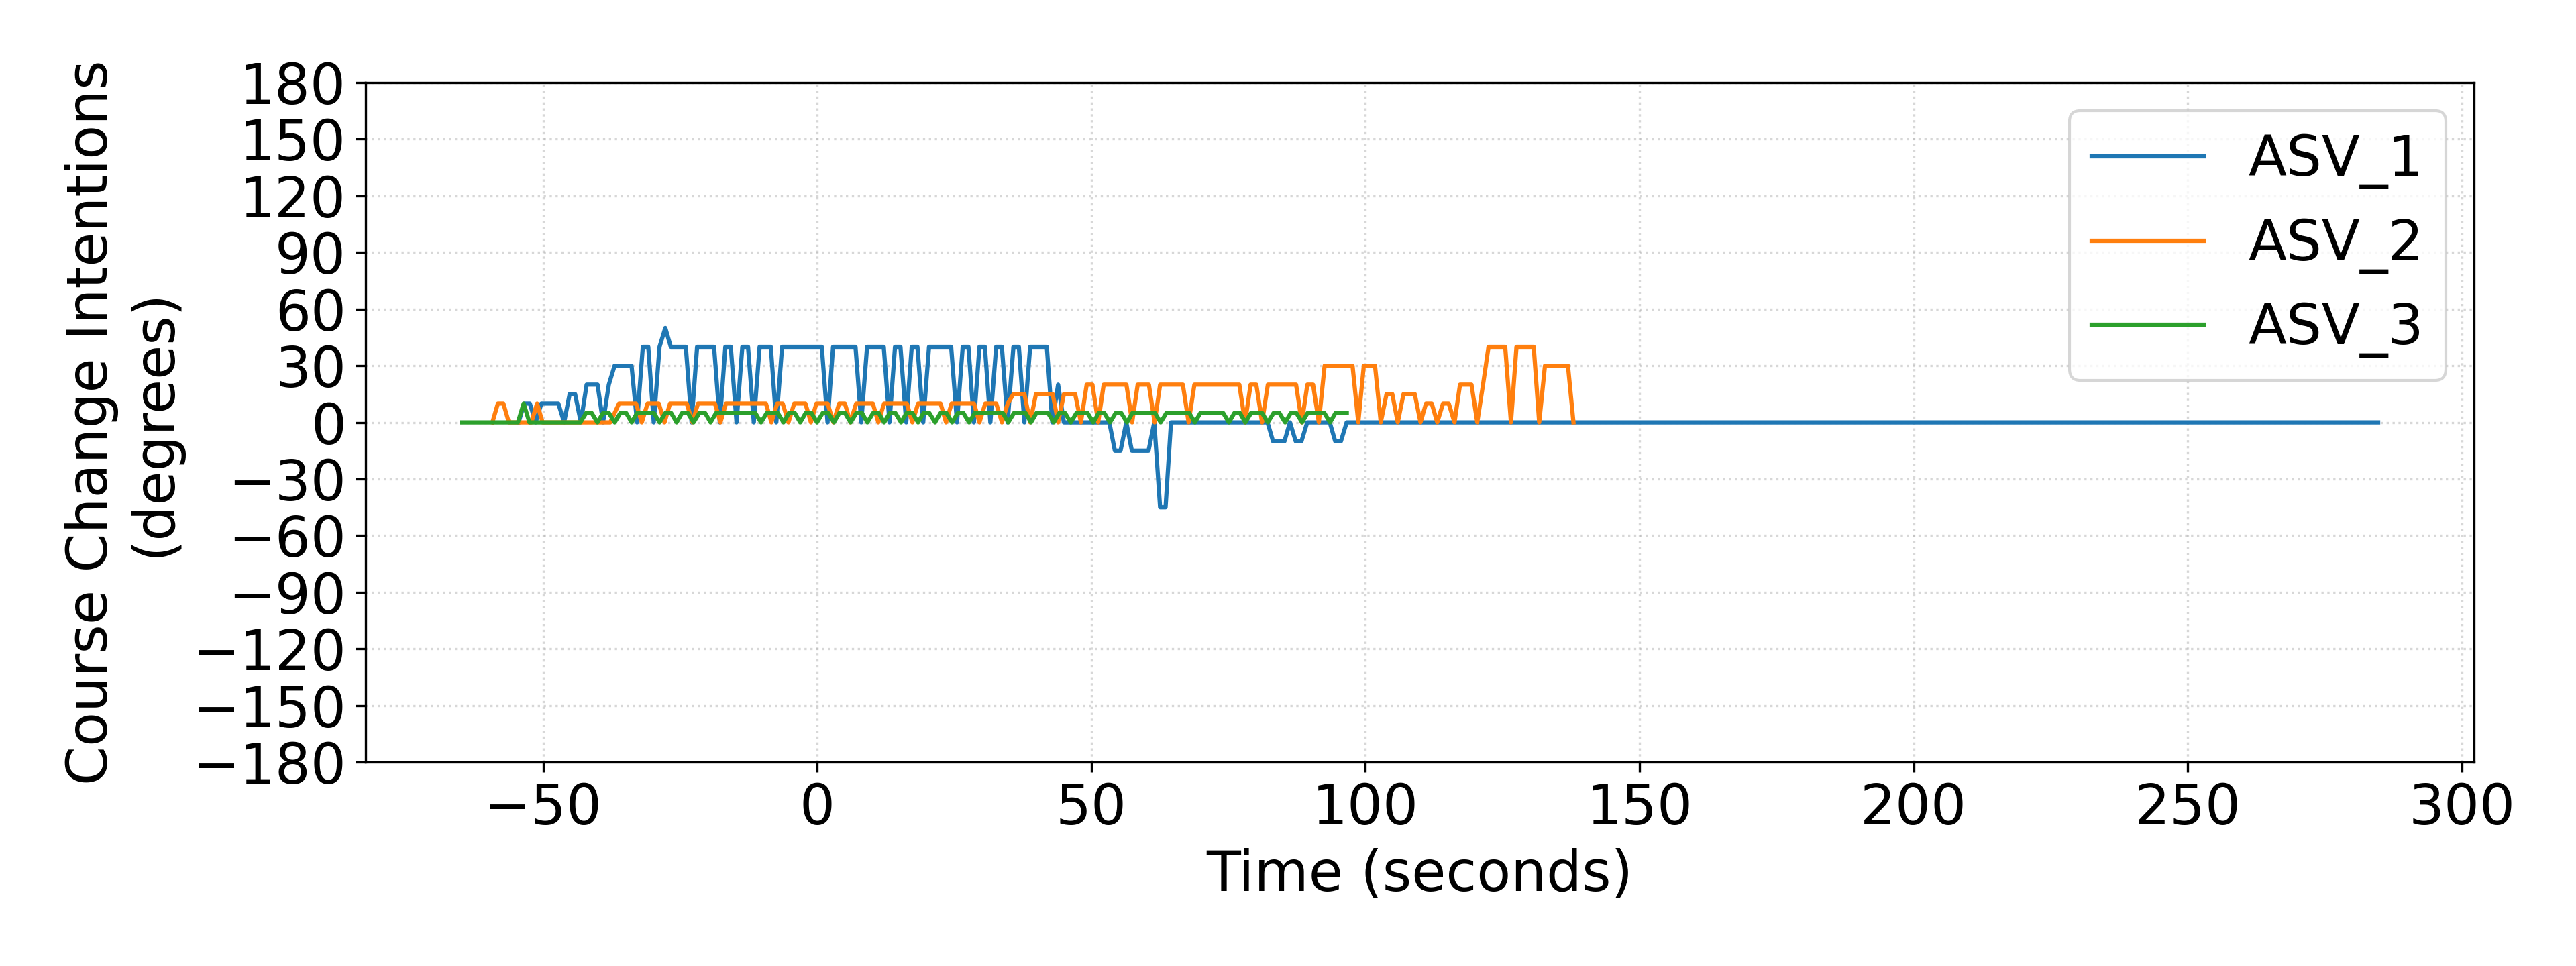 Course Change Intentions
(degrees)
180
150
120
90
60
30
0
−30
−60
−90
−120
−150
−180
ASV_1
ASV_2
ASV_3
−50 0 50 100 150 200 250 300
Time (seconds)